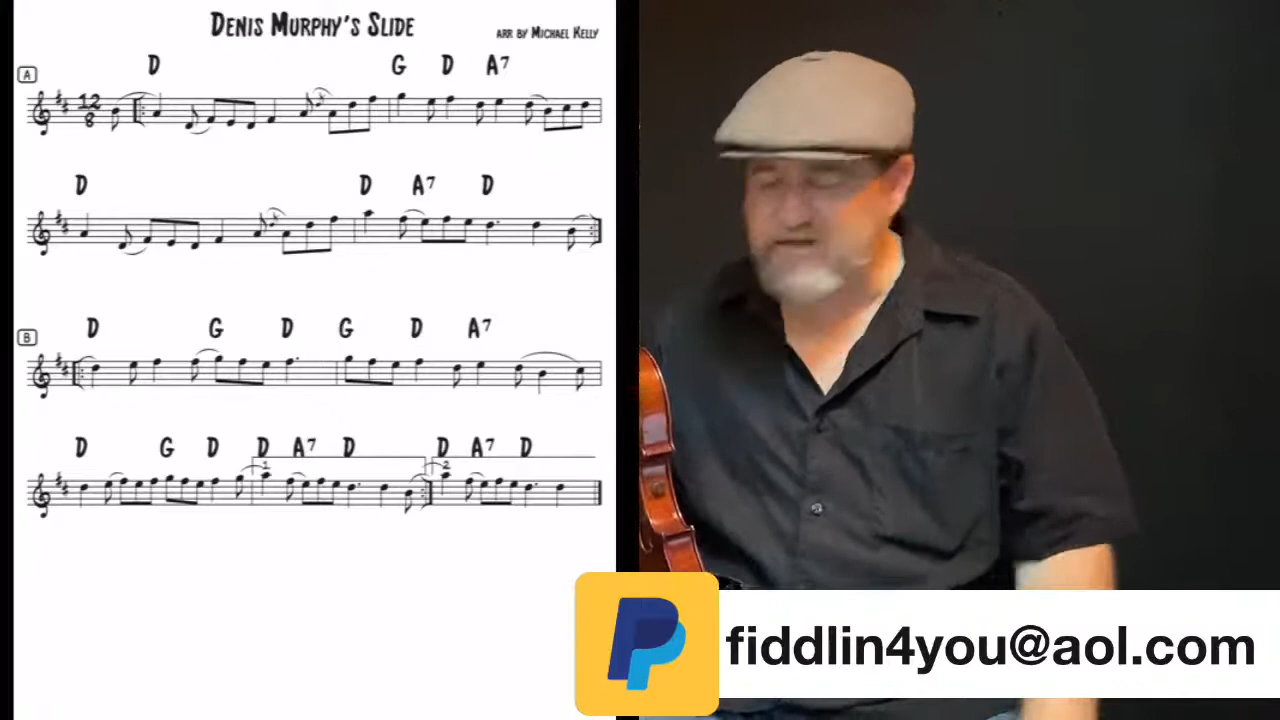 Denis Murphy's Slide
arr by Michael Kelly
A
D G D A7
12
8
D D A7 D
B
D G D G D A7
D G D D A7 D D A7 D
1. 2.
fiddlin4you@aol.com